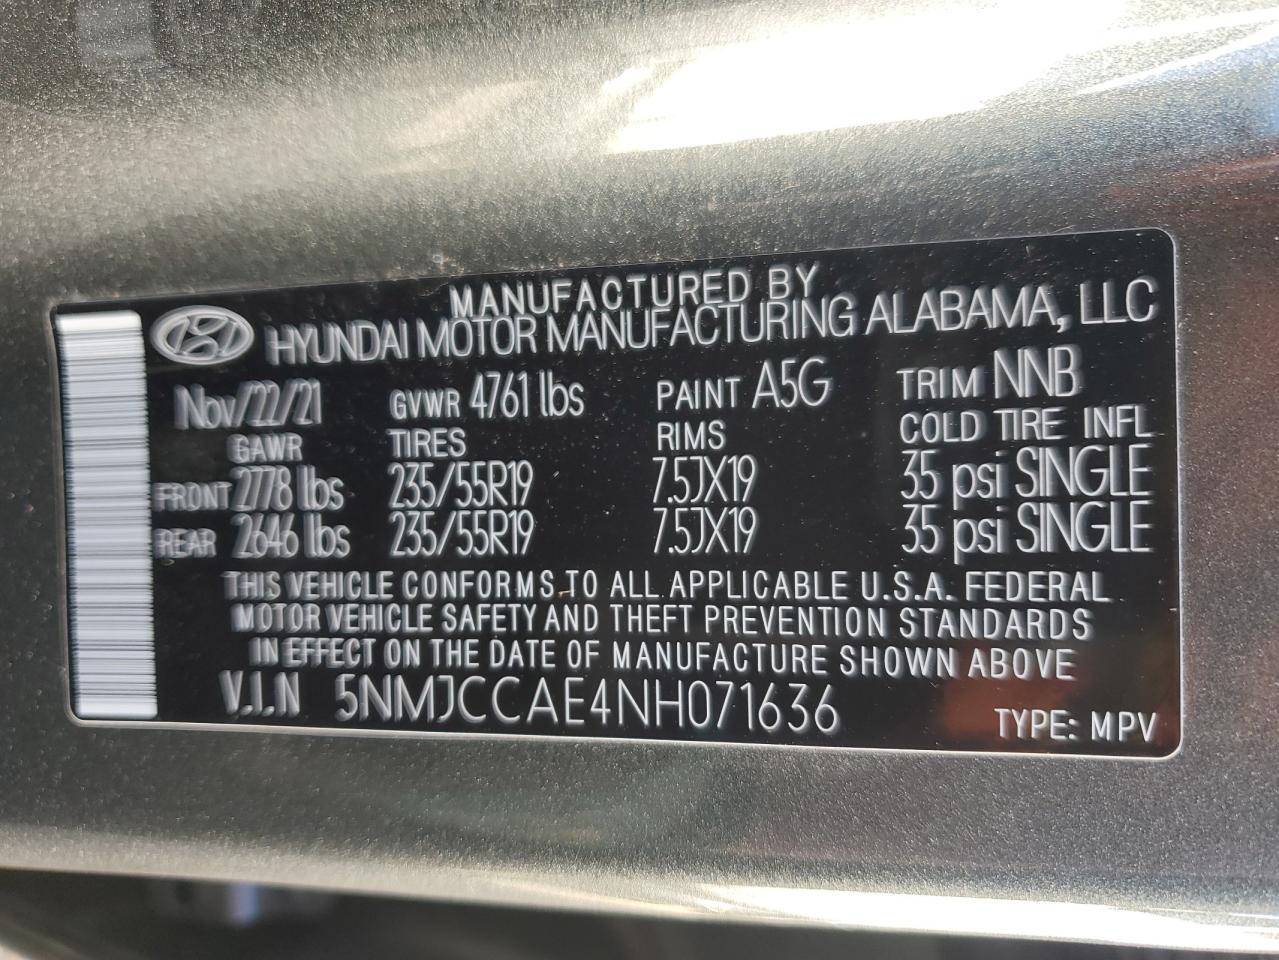 MANUFACTURED BY
HYUNDAI MOTOR MANUFACTURING ALABAMA, LLC
Nov/22/21 GVWR 4761 lbs PAINT A5G TRIM NNB
GAWR TIRES RIMS COLD TIRE INFL
FRONT 2778 lbs 235/55R19 7.5JX19 35 psi SINGLE
REAR 2646 lbs 235/55R19 7.5JX19 35 psi SINGLE
THIS VEHICLE CONFORMS TO ALL APPLICABLE U.S.A. FEDERAL
MOTOR VEHICLE SAFETY AND THEFT PREVENTION STANDARDS
IN EFFECT ON THE DATE OF MANUFACTURE SHOWN ABOVE
V.I.N 5NMJCCAE4NH071636
TYPE: MPV